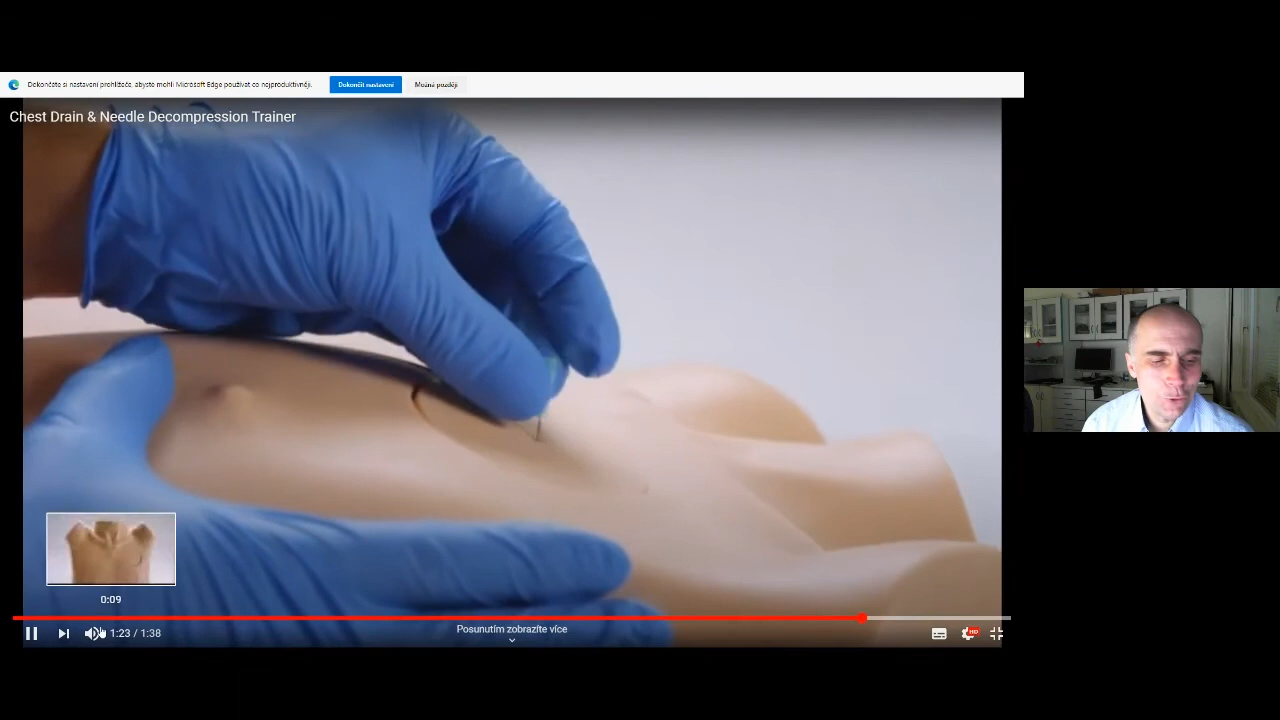 Dokončete si nastavení prohlížeče, abyste mohli Microsoft Edge používat co nejproduktivněji.
Dokončit nastavení
Možná později
Chest Drain & Needle Decompression Trainer
0:09
1:23 / 1:38
Posunutím zobrazíte více
HD